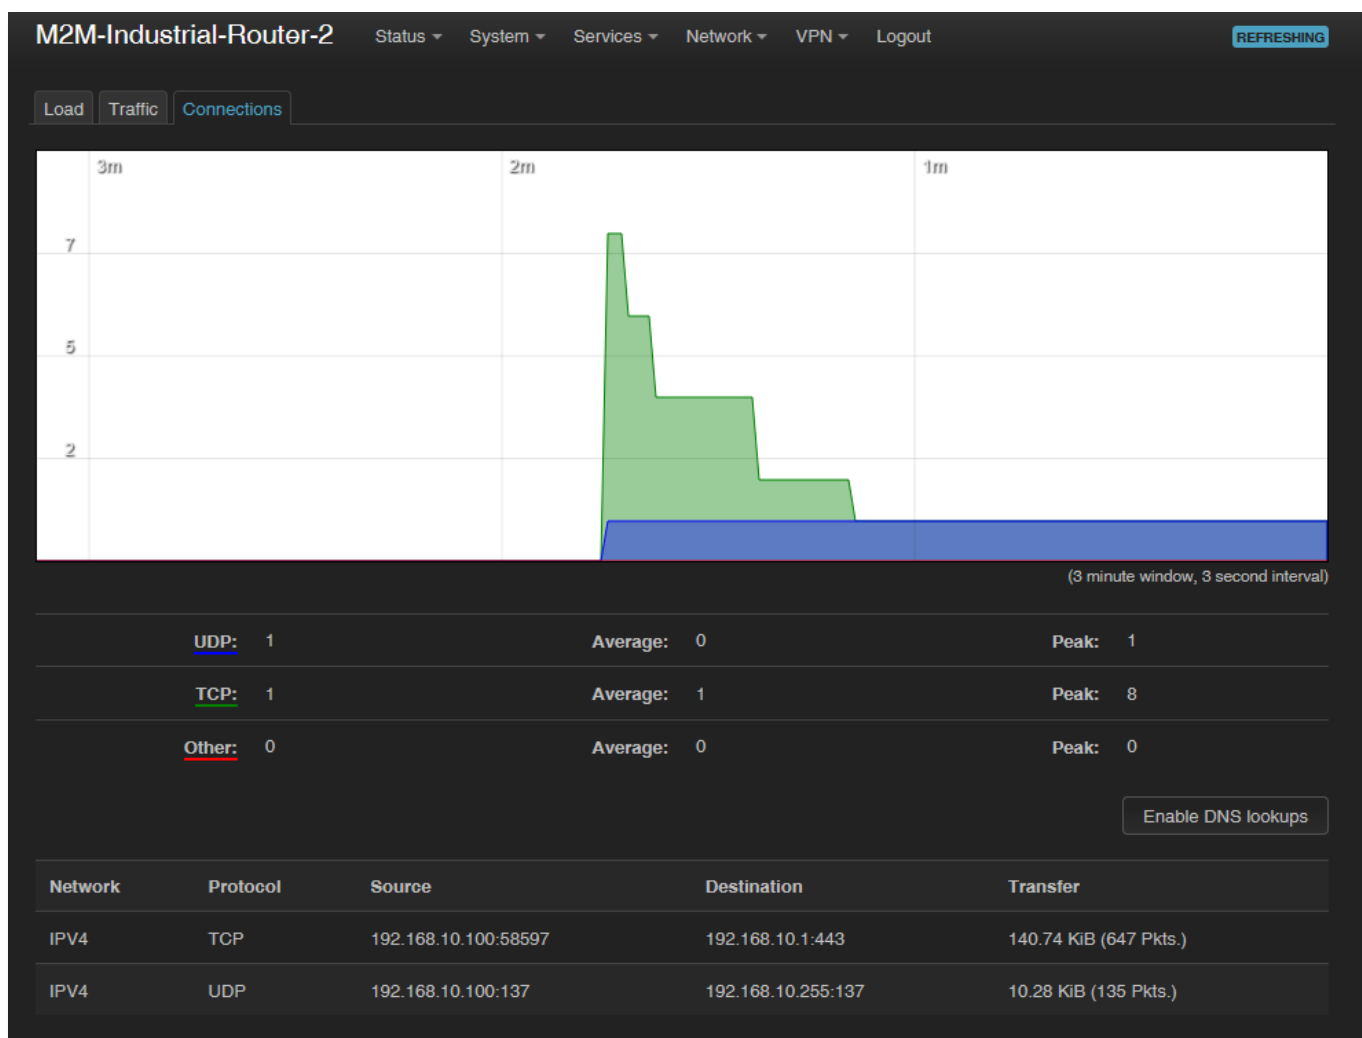 M2M-Industrial-Router-2 Status System Services Network VPN Logout REFRESHING
Load Traffic Connections
3m 2m 1m
7
5
2
(3 minute window, 3 second interval)
UDP: 1 Average: 0 Peak: 1
TCP: 1 Average: 1 Peak: 8
Other: 0 Average: 0 Peak: 0
Enable DNS lookups
Network Protocol Source Destination Transfer
IPV4 TCP 192.168.10.100:58597 192.168.10.1:443 140.74 KiB (647 Pkts.)
IPV4 UDP 192.168.10.100:137 192.168.10.255:137 10.28 KiB (135 Pkts.)